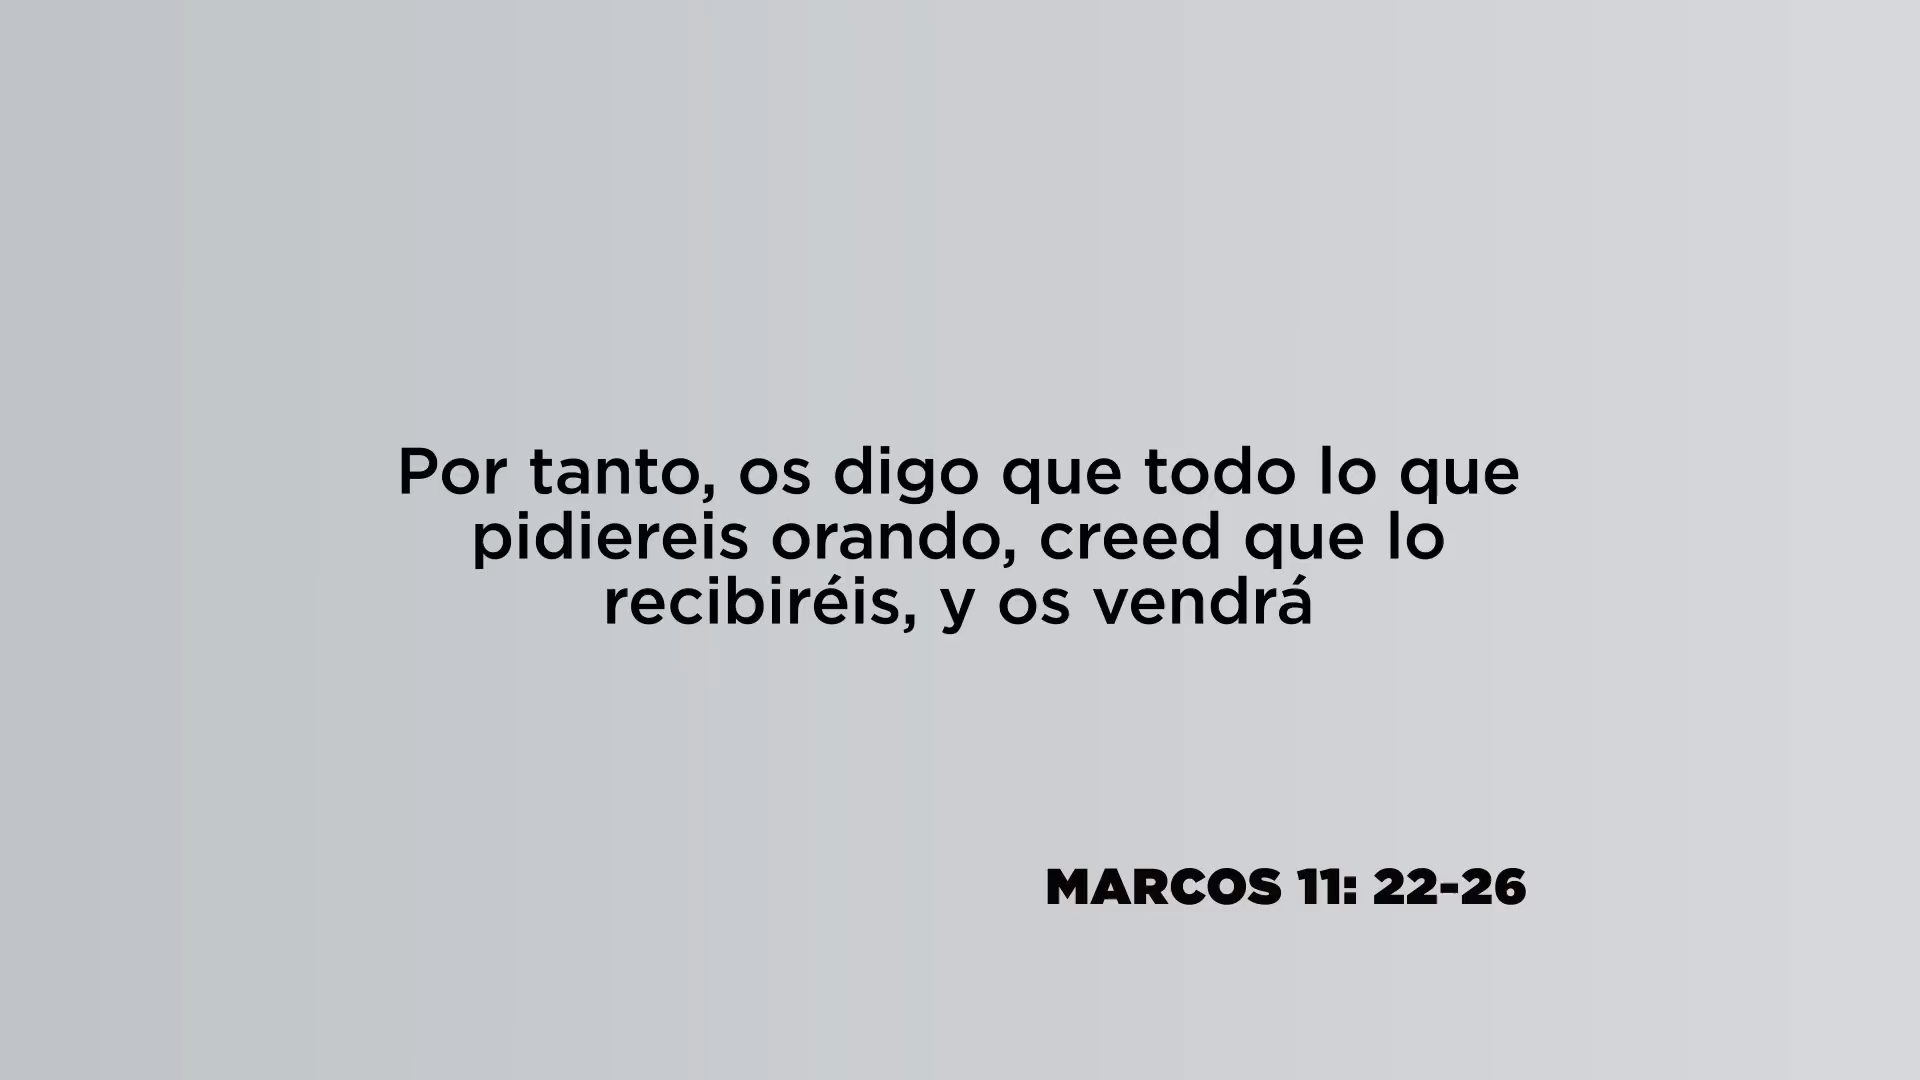 Por tanto, os digo que todo lo que
pidiereis orando, creed que lo
recibiréis, y os vendrá
MARCOS 11: 22-26